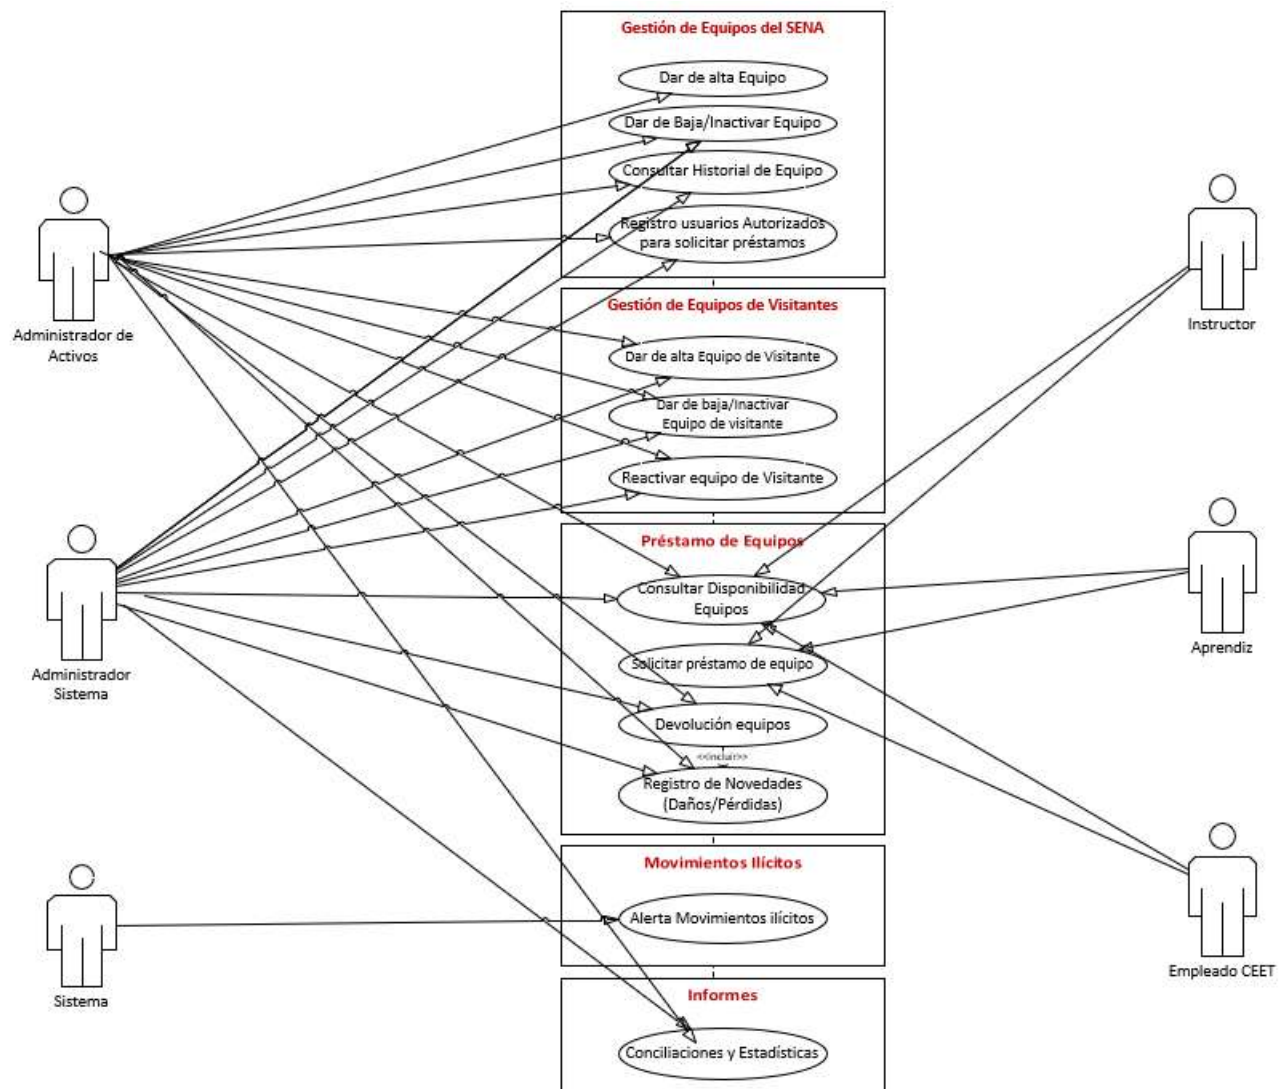 Gestión de Equipos del SENA
Dar de alta Equipo
Dar de Baja/Inactivar Equipo
Consultar Historial de Equipo
Registro usuarios Autorizados
para solicitar préstamos
Gestión de Equipos de Visitantes
Dar de alta Equipo de Visitante
Dar de baja/Inactivar
Equipo de visitante
Reactivar equipo de Visitante
Préstamo de Equipos
Consultar Disponibilidad
Equipos
Solicitar préstamo de equipo
Devolución equipos
<<incluir>>
Registro de Novedades
(Daños/Pérdidas)
Movimientos Ilícitos
Alerta Movimientos ilícitos
Informes
Conciliaciones y Estadísticas
Administrador de
Activos
Administrador
Sistema
Sistema
Instructor
Aprendiz
Empleado CEET